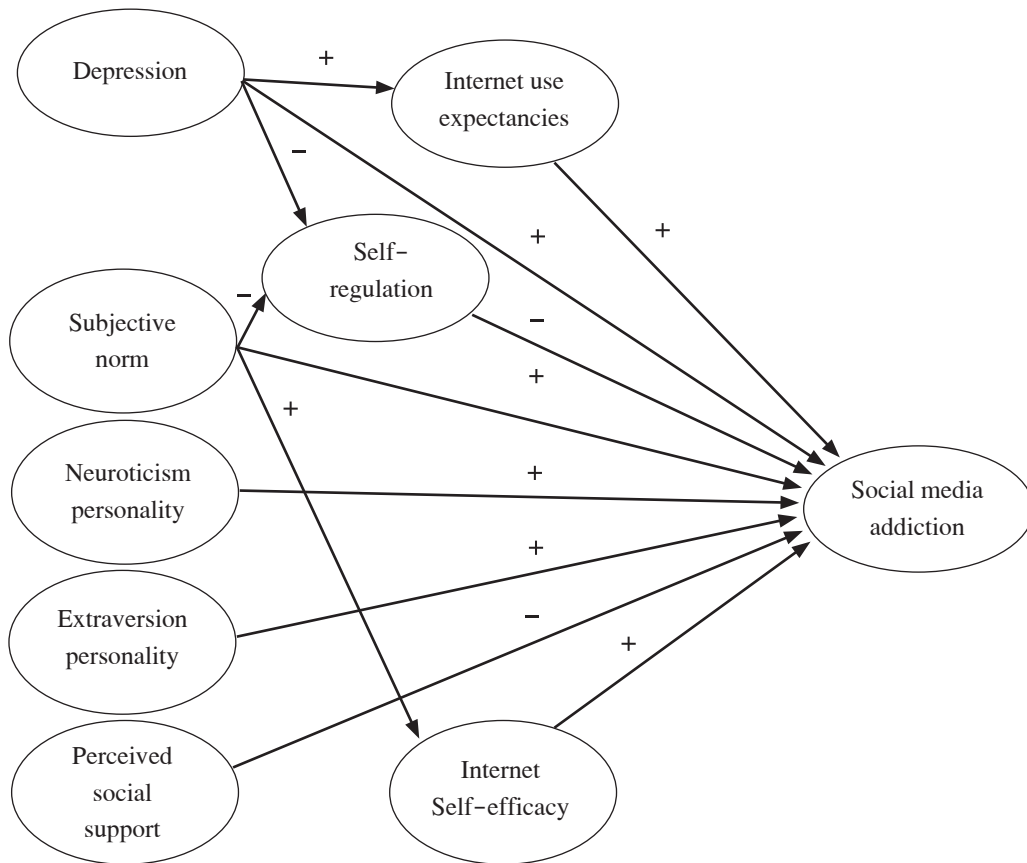 Depression
+
Internet use
expectancies
−
+
+
Self-
regulation
−
−
Subjective
norm
+
+
Neuroticism
personality
+
Social media
addiction
+
Extraversion
personality
−
+
Perceived
social
support
Internet
Self-efficacy